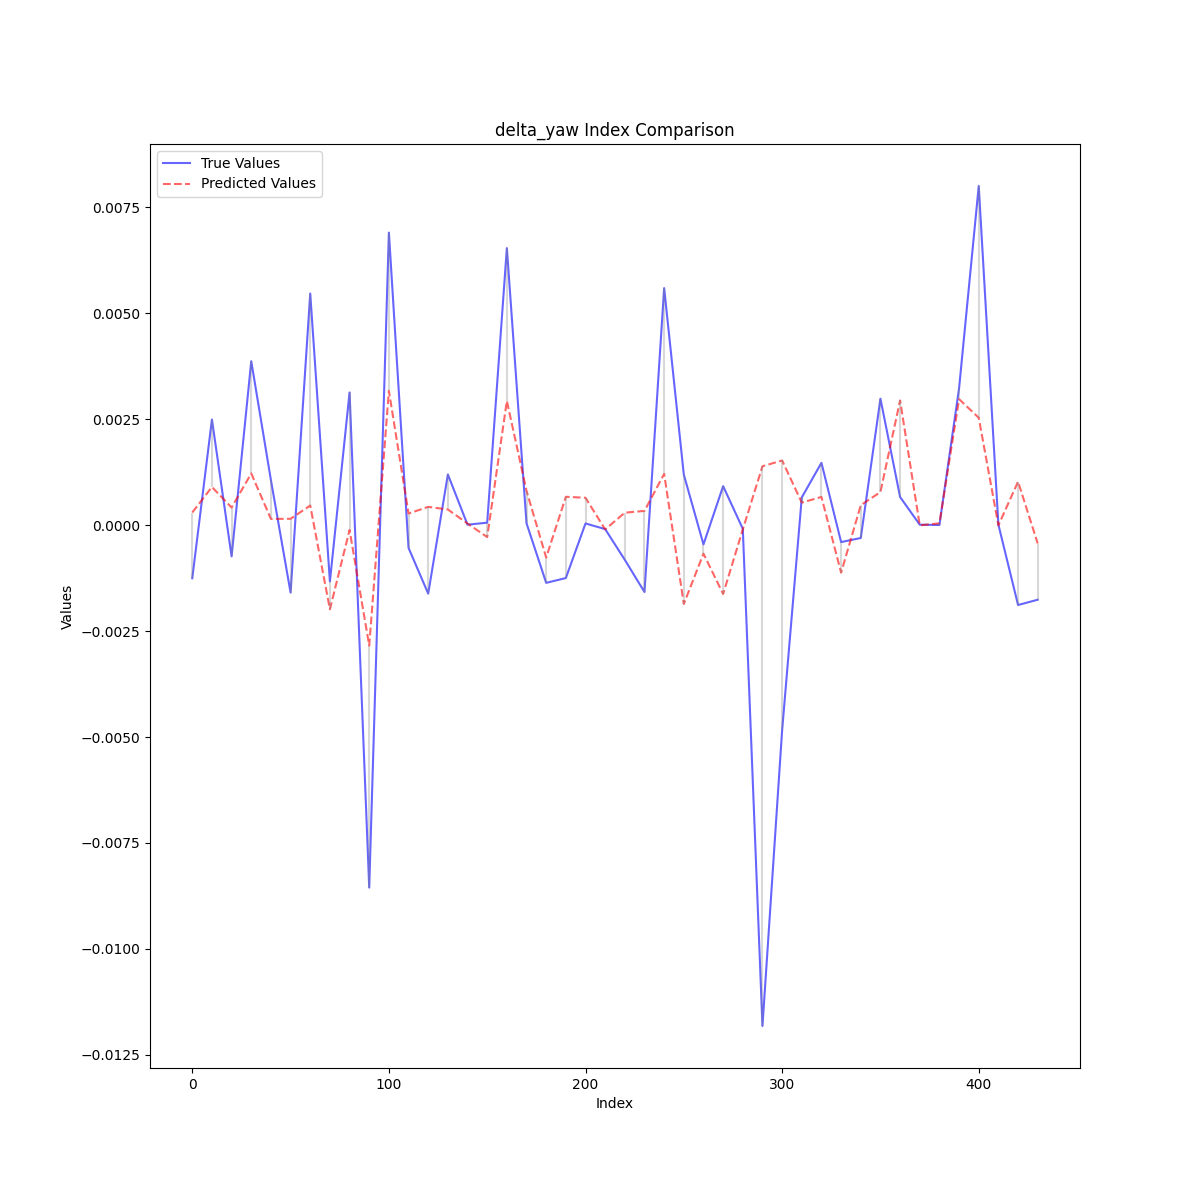 delta_yaw Index Comparison
True Values
Predicted Values
0.0075
0.0050
0.0025
0.0000
−0.0025
−0.0050
−0.0075
−0.0100
−0.0125
Values
0 100 200 300 400
Index